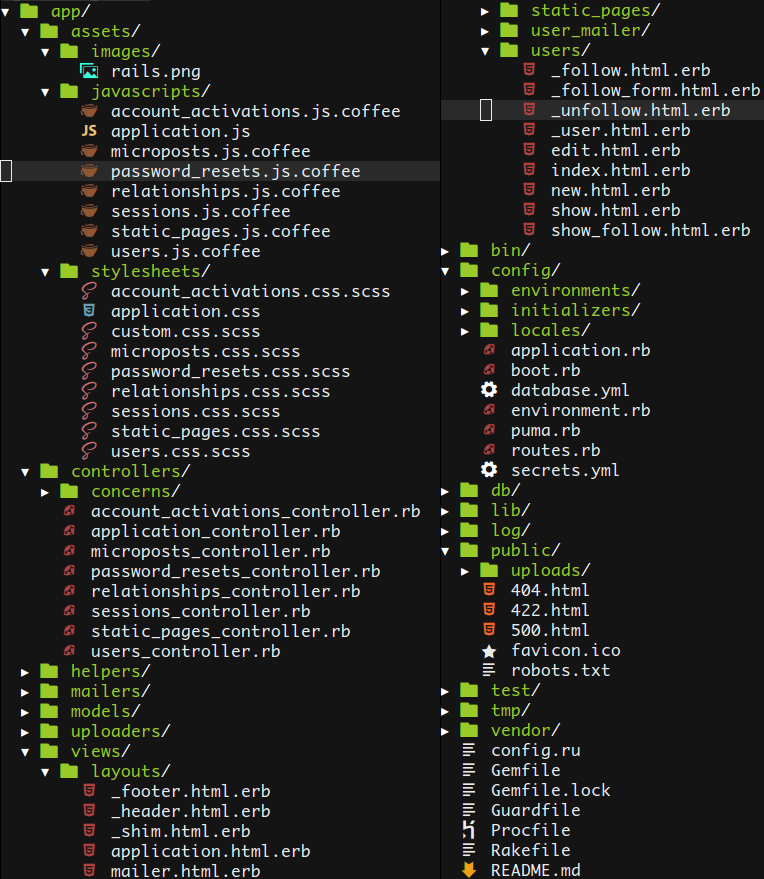 app/
assets/
images/
rails.png
javascripts/
account_activations.js.coffee
JS application.js
microposts.js.coffee
password_resets.js.coffee
relationships.js.coffee
sessions.js.coffee
static_pages.js.coffee
users.js.coffee
stylesheets/
account_activations.css.scss
application.css
custom.css.scss
microposts.css.scss
password_resets.css.scss
relationships.css.scss
sessions.css.scss
static_pages.css.scss
users.css.scss
controllers/
concerns/
account_activations_controller.rb
application_controller.rb
microposts_controller.rb
password_resets_controller.rb
relationships_controller.rb
sessions_controller.rb
static_pages_controller.rb
users_controller.rb
helpers/
mailers/
models/
uploaders/
views/
layouts/
_footer.html.erb
_header.html.erb
_shim.html.erb
application.html.erb
mailer.html.erb
static_pages/
user_mailer/
users/
_follow.html.erb
_follow_form.html.erb
_unfollow.html.erb
_user.html.erb
edit.html.erb
index.html.erb
new.html.erb
show.html.erb
show_follow.html.erb
bin/
config/
environments/
initializers/
locales/
application.rb
boot.rb
database.yml
environment.rb
puma.rb
routes.rb
secrets.yml
db/
lib/
log/
public/
uploads/
404.html
422.html
500.html
favicon.ico
robots.txt
test/
tmp/
vendor/
config.ru
Gemfile
Gemfile.lock
Guardfile
Procfile
Rakefile
README.md